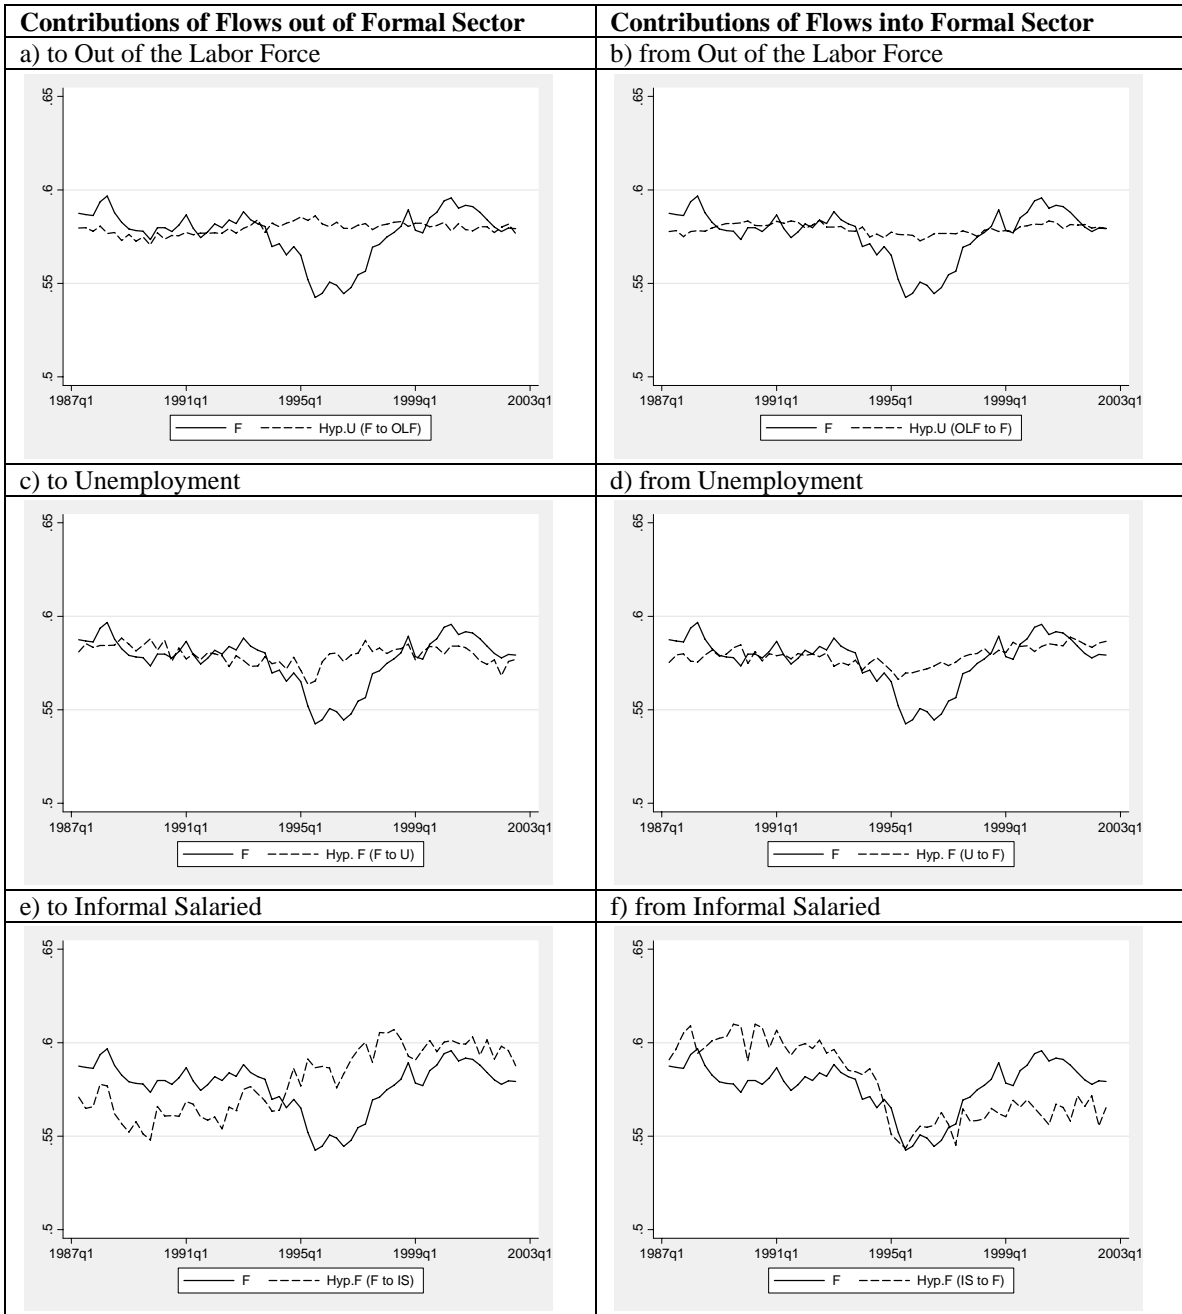 Contributions of Flows out of Formal Sector
Contributions of Flows into Formal Sector
a) to Out of the Labor Force
b) from Out of the Labor Force
.65
.6
.55
.5
1987q1 1991q1 1995q1 1999q1 2003q1
F Hyp.U (F to OLF)
.65
.6
.55
.5
1987q1 1991q1 1995q1 1999q1 2003q1
F Hyp.U (OLF to F)
c) to Unemployment
d) from Unemployment
.65
.6
.55
.5
1987q1 1991q1 1995q1 1999q1 2003q1
F Hyp. F (F to U)
.65
.6
.55
.5
1987q1 1991q1 1995q1 1999q1 2003q1
F Hyp. F (U to F)
e) to Informal Salaried
f) from Informal Salaried
.65
.6
.55
.5
1987q1 1991q1 1995q1 1999q1 2003q1
F Hyp.F (F to IS)
.65
.6
.55
.5
1987q1 1991q1 1995q1 1999q1 2003q1
F Hyp.F (IS to F)